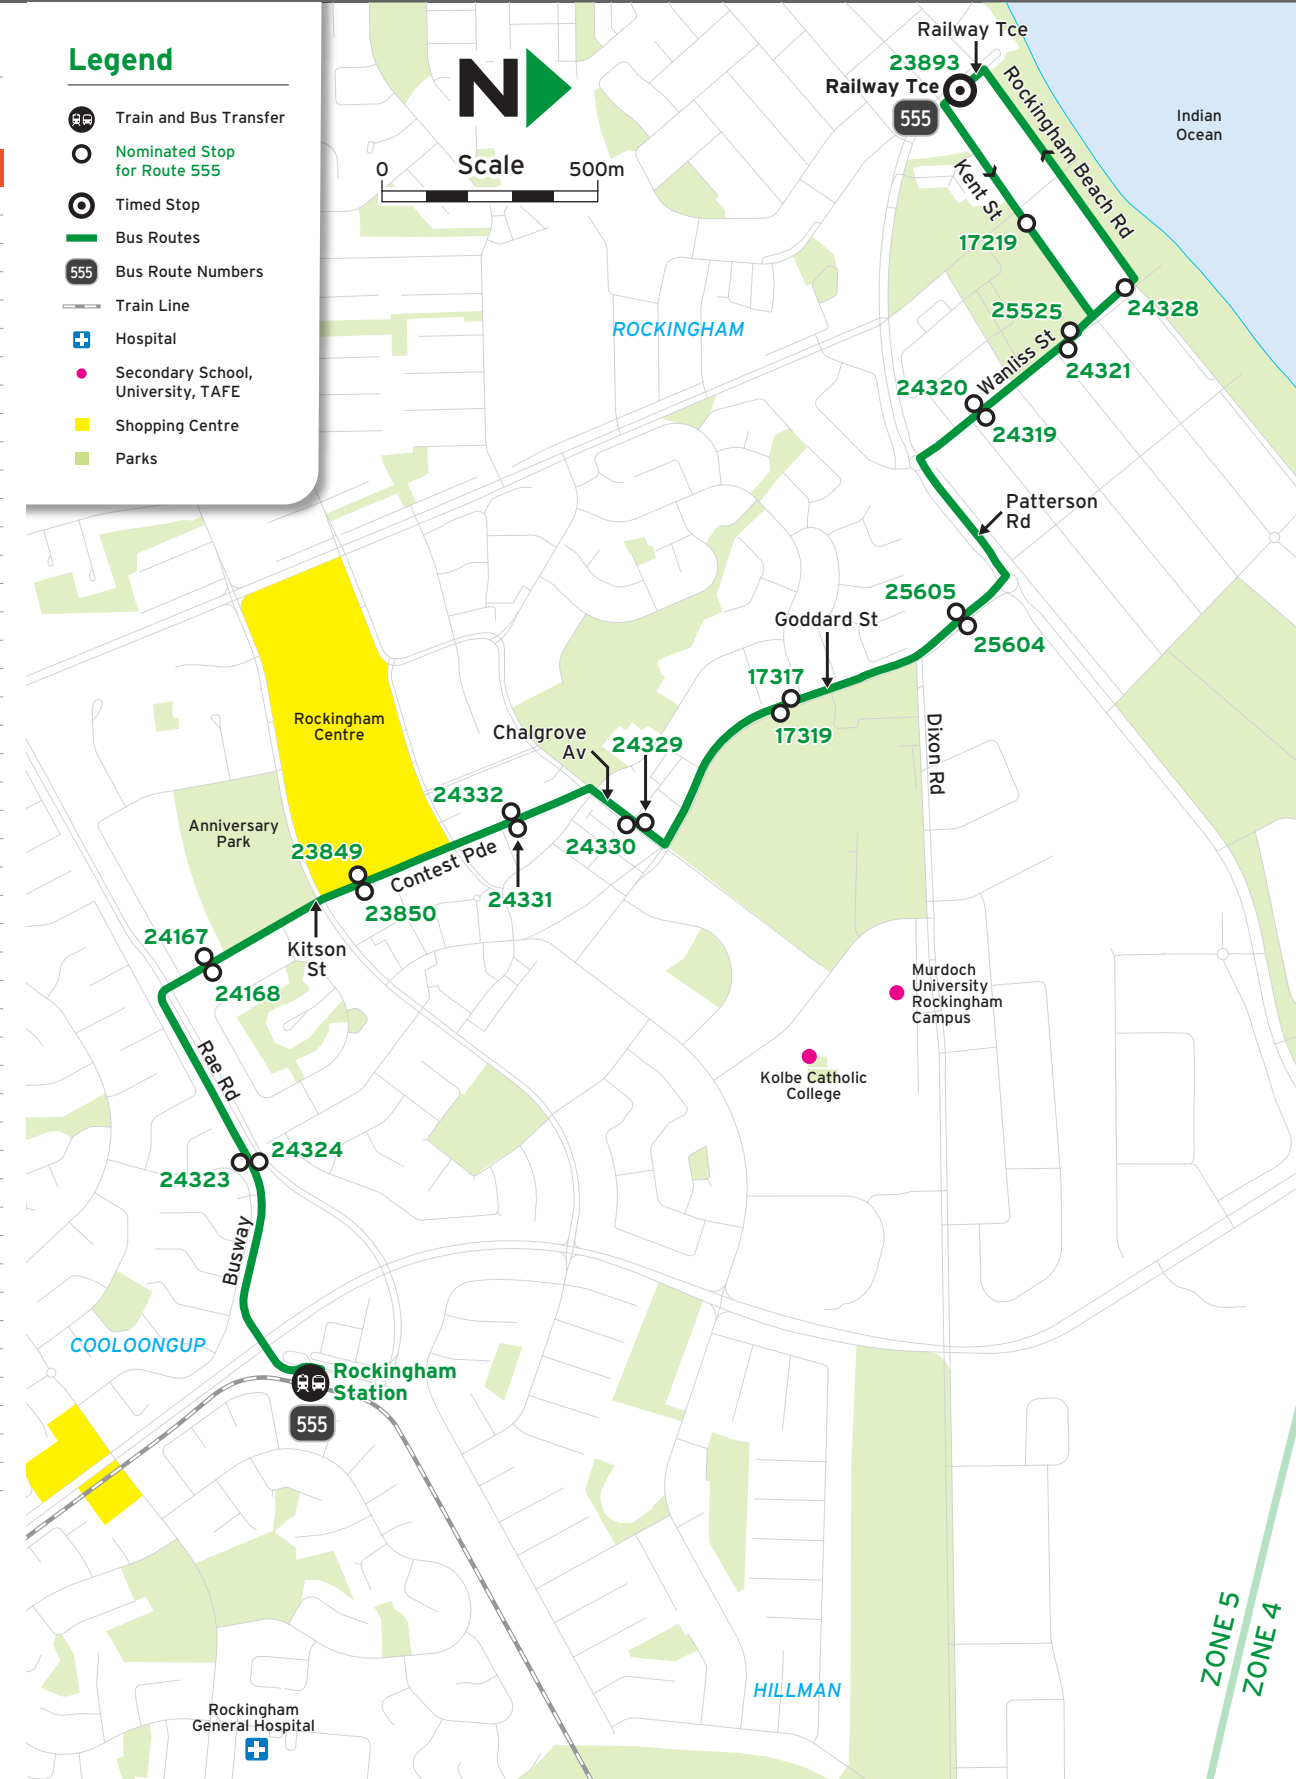 Legend
Train and Bus Transfer
Nominated Stop
for Route 555
Timed Stop
Bus Routes
555
Bus Route Numbers
Train Line
Hospital
Secondary School,
University, TAFE
Shopping Centre
Parks
N
Scale
0
500m
Railway Tce
23893
Railway Tce
555
Rockingham Beach Rd
Indian
Ocean
Kent St
17219
25525
24328
Wanliss St
24321
24320
24319
ROCKINGHAM
Patterson
Rd
25605
25604
Goddard St
17317
17319
Dixon Rd
Rockingham
Centre
Chalgrove
Av
24329
24332
24330
Anniversary
Park
23849
Contest Pde
24331
23850
24167
Kitson
St
24168
Murdoch
University
Rockingham
Campus
Kolbe Catholic
College
Rae Rd
24324
24323
Busway
COOLOONGUP
Rockingham
Station
555
ZONE 5
ZONE 4
HILLMAN
Rockingham
General Hospital